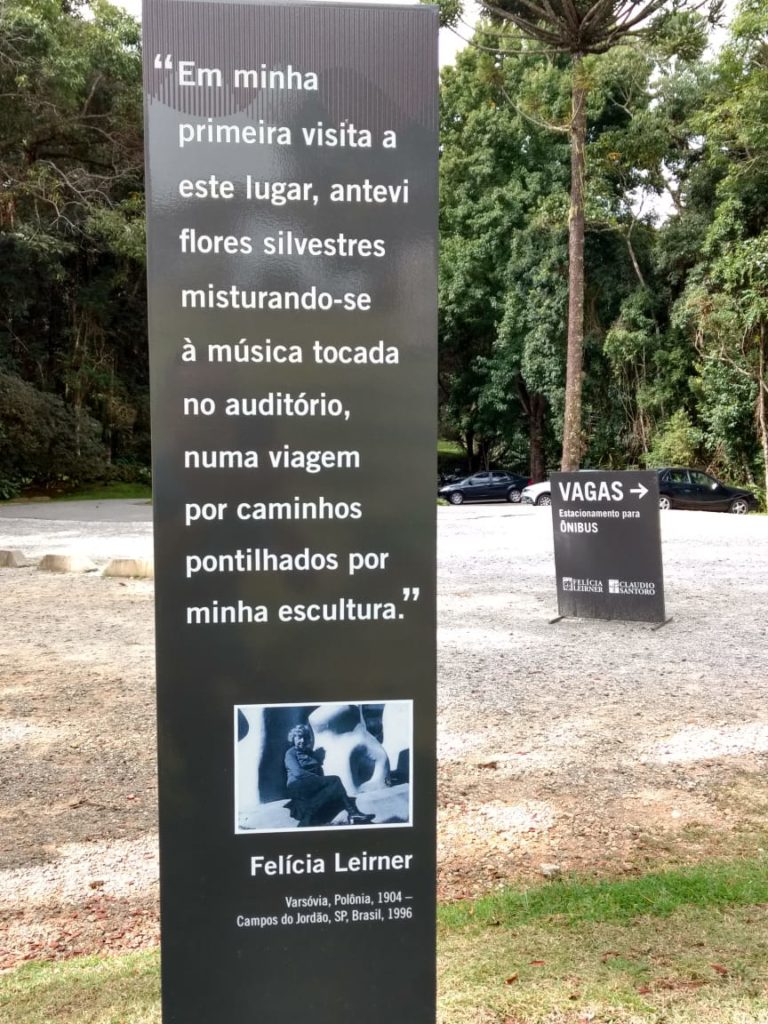 “Em minha
primeira visita a
este lugar, antevi
flores silvestres
misturando-se
à música tocada
no auditório,
numa viagem
por caminhos
pontilhados por
minha escultura.”
Felícia Leirner
Varsóvia, Polônia, 1904 –
Campos do Jordão, SP, Brasil, 1996
VAGAS →
Estacionamento para
ÔNIBUS
FELÍCIA
LEIRNER
CLAUDIO
SANTORO